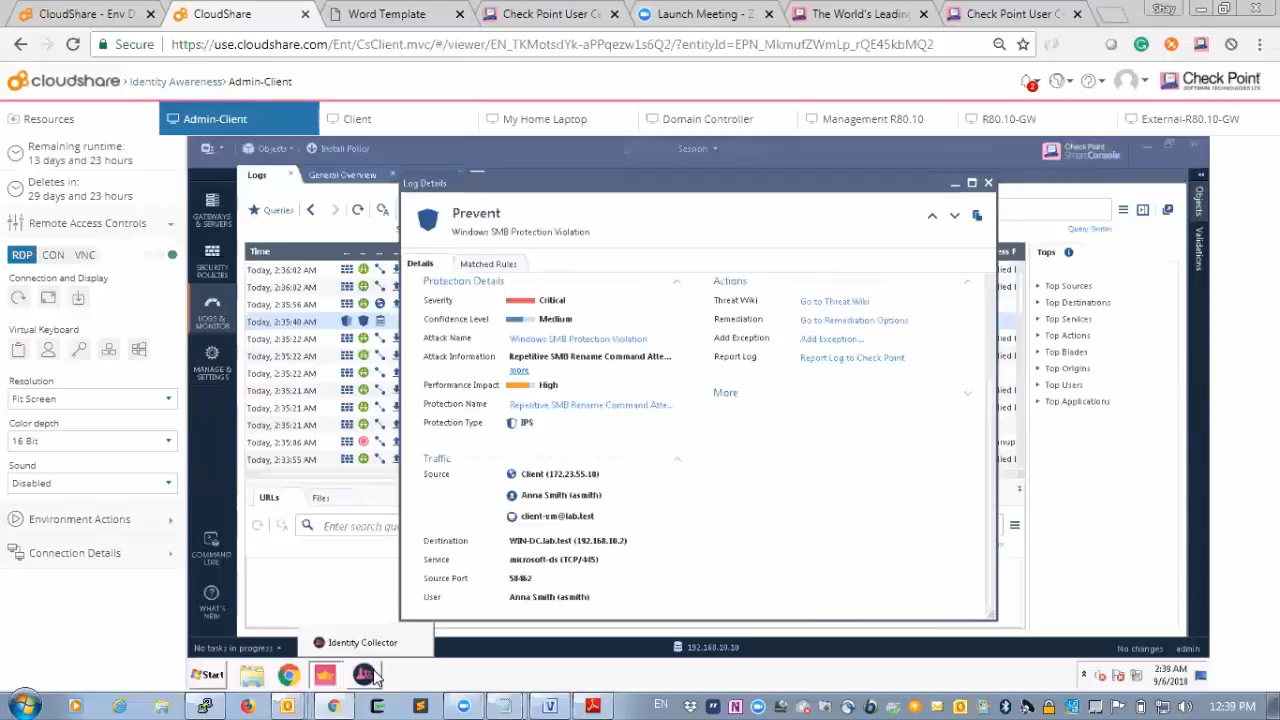 Environments - D...
CloudShare
Word Template
Check Point User C...
Launch Meeting - Z
The World's Leading
Check Point User C...
Secure https://use.cloudshare.com/Ent/CsClient.mvc/#/viewer/EN_TKMotsdYk-aPPqezw1s6Q2/?entityId=EPN_MkmufZWmLp_rQE45kbMQ2
cloudshare › Identity Awareness › Admin-Client
2
Check Point
SOFTWARE TECHNOLOGIES LTD
Resources
Admin-Client
Client
My Home Laptop
Domain Controller
Management R80.10
R80.10-GW
External-R80.10-GW
Remaining runtime:
13 days and 23 hours
Deletes in:
29 days and 23 hours
Remote Access Controls
RDP CON VNC
Connection and Display
Virtual Keyboard
Resolution
Fit Screen
Color depth
16 Bit
Sound
Disabled
Environment Actions
Connection Details
Objects
Install Policy
Session
Check Point
SmartConsole
GATEWAYS
& SERVERS
SECURITY
POLICIES
LOGS &
MONITOR
MANAGE &
SETTINGS
COMMAND
LINE
WHAT'S
NEW
Logs
General Overview
Queries
Query Syntax
Time
Today, 2:36:02 AM
Today, 2:36:02 AM
Today, 2:35:56 AM
Today, 2:35:40 AM
Today, 2:35:22 AM
Today, 2:35:22 AM
Today, 2:35:22 AM
Today, 2:35:21 AM
Today, 2:35:21 AM
Today, 2:35:21 AM
Today, 2:35:06 AM
Today, 2:33:55 AM
URLs
Files
Enter search qu
Log Details
Prevent
Windows SMB Protection Violation
Details
Matched Rules
Protection Details
Severity Critical
Confidence Level Medium
Attack Name Windows SMB Protection Violation
Attack Information Repetitive SMB Rename Command Atte...
more
Performance Impact High
Protection Name Repetitive SMB Rename Command Atte...
Protection Type IPS
Traffic
Source Client (172.23.55.10)
Anna Smith (asmith)
client-vm@lab.test
Destination WIN-DC.lab.test (192.168.10.2)
Service microsoft-ds (TCP/445)
Source Port 58462
User Anna Smith (asmith)
Actions
Threat Wiki Go to Threat Wiki
Remediation Go to Remediation Options
Add Exception Add Exception...
Report Log Report Log to Check Point
More
Tops
Top Sources
Top Destinations
Top Services
Top Actions
Top Blades
Top Origins
Top Users
Top Applications
Objects
Validations
Identity Collector
No tasks in progress
192.168.10.10
No changes
admin
Start
2:39 AM
9/6/2018
EN
12:39 PM